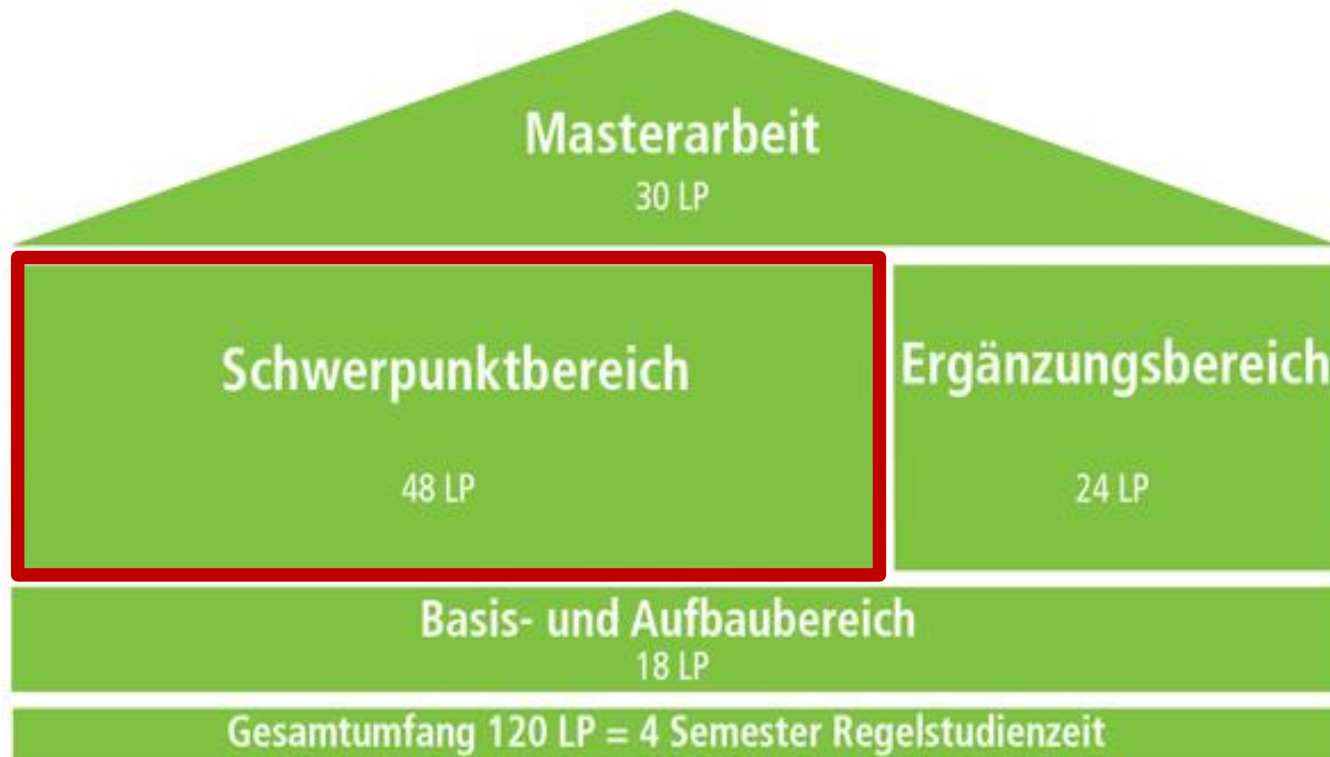 Masterarbeit
30 LP
Schwerpunktbereich
48 LP
Ergänzungsbereich
24 LP
Basis- und Aufbaubereich
18 LP
Gesamtumfang 120 LP = 4 Semester Regelstudienzeit